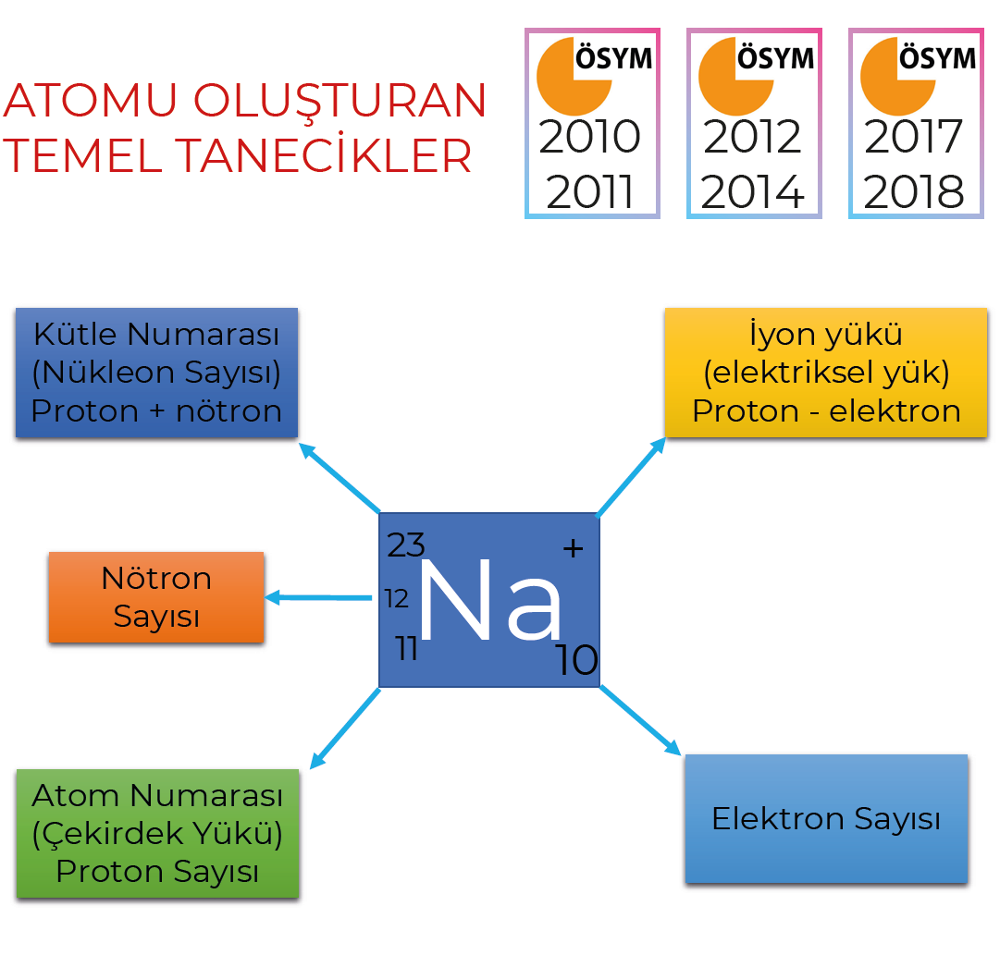 ATOMU OLUŞTURAN
TEMEL TANECİKLER
ÖSYM
2010
2011
ÖSYM
2012
2014
ÖSYM
2017
2018
Kütle Numarası
(Nükleon Sayısı)
Proton + nötron
İyon yükü
(elektriksel yük)
Proton - elektron
23
+
Na
12
11
10
Nötron
Sayısı
Atom Numarası
(Çekirdek Yükü)
Proton Sayısı
Elektron Sayısı